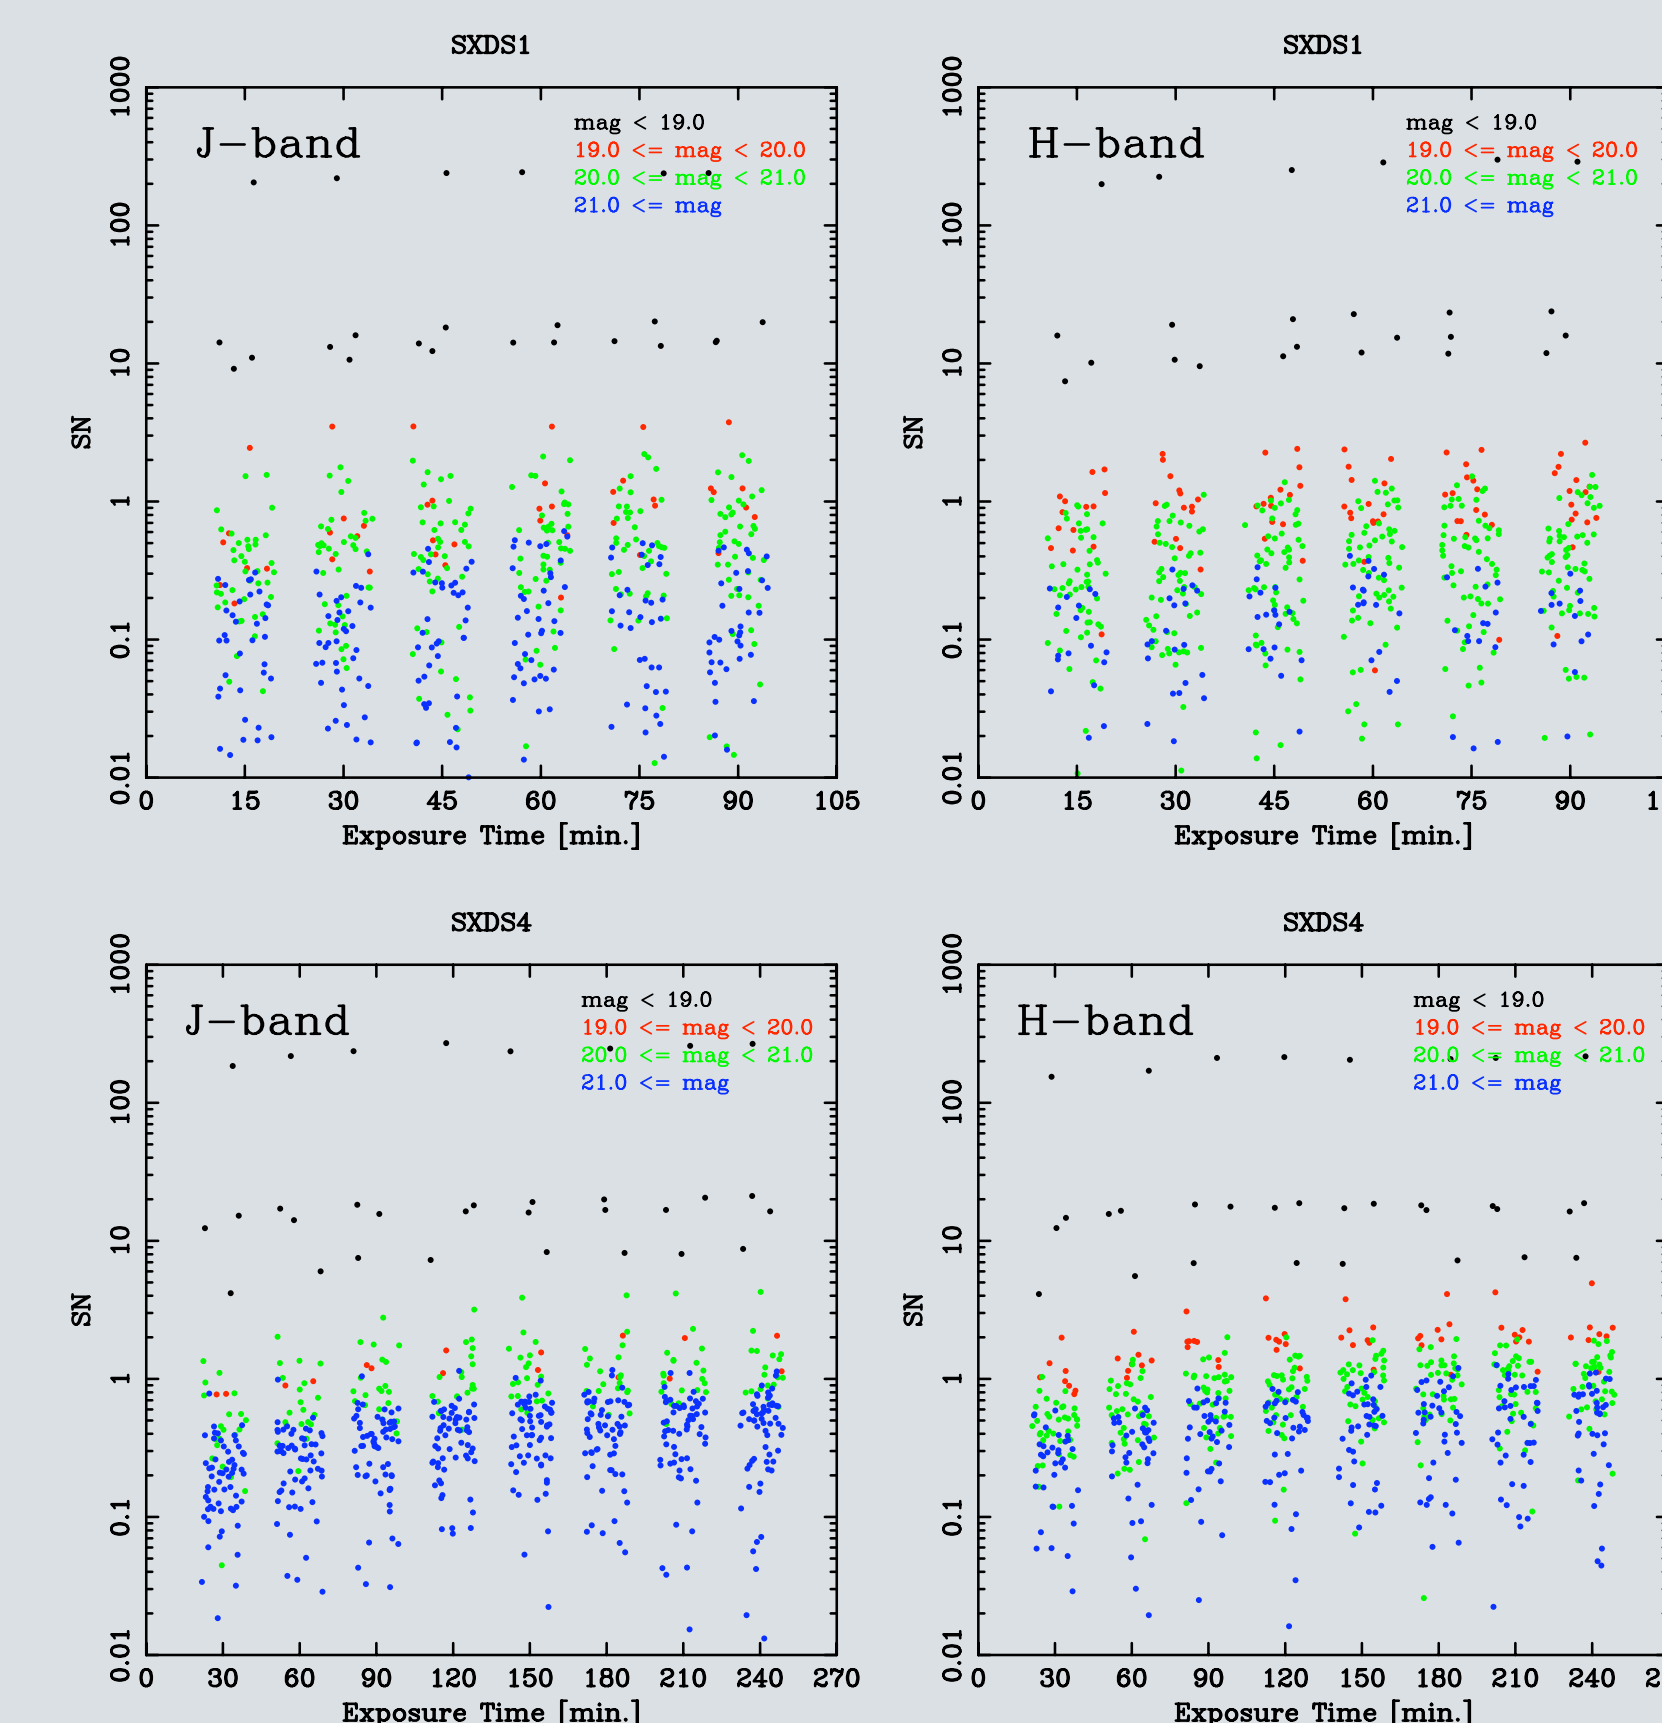 SXDS1
1000
100
10
1
0.1
0.01
SN
J-band
mag < 19.0
19.0 <= mag < 20.0
20.0 <= mag < 21.0
21.0 <= mag
0 15 30 45 60 75 90 105
Exposure Time [min.]
SXDS1
1000
100
10
1
0.1
0.01
SN
H-band
mag < 19.0
19.0 <= mag < 20.0
20.0 <= mag < 21.0
21.0 <= mag
0 15 30 45 60 75 90 1
Exposure Time [min.]
SXDS4
1000
100
10
1
0.1
0.01
SN
J-band
mag < 19.0
19.0 <= mag < 20.0
20.0 <= mag < 21.0
21.0 <= mag
0 30 60 90 120 150 180 210 240 270
Exposure Time [min.]
SXDS4
1000
100
10
1
0.1
0.01
SN
H-band
mag < 19.0
19.0 <= mag < 20.0
20.0 <= mag < 21.0
21.0 <= mag
0 30 60 90 120 150 180 210 240 2
Exposure Time [min.]